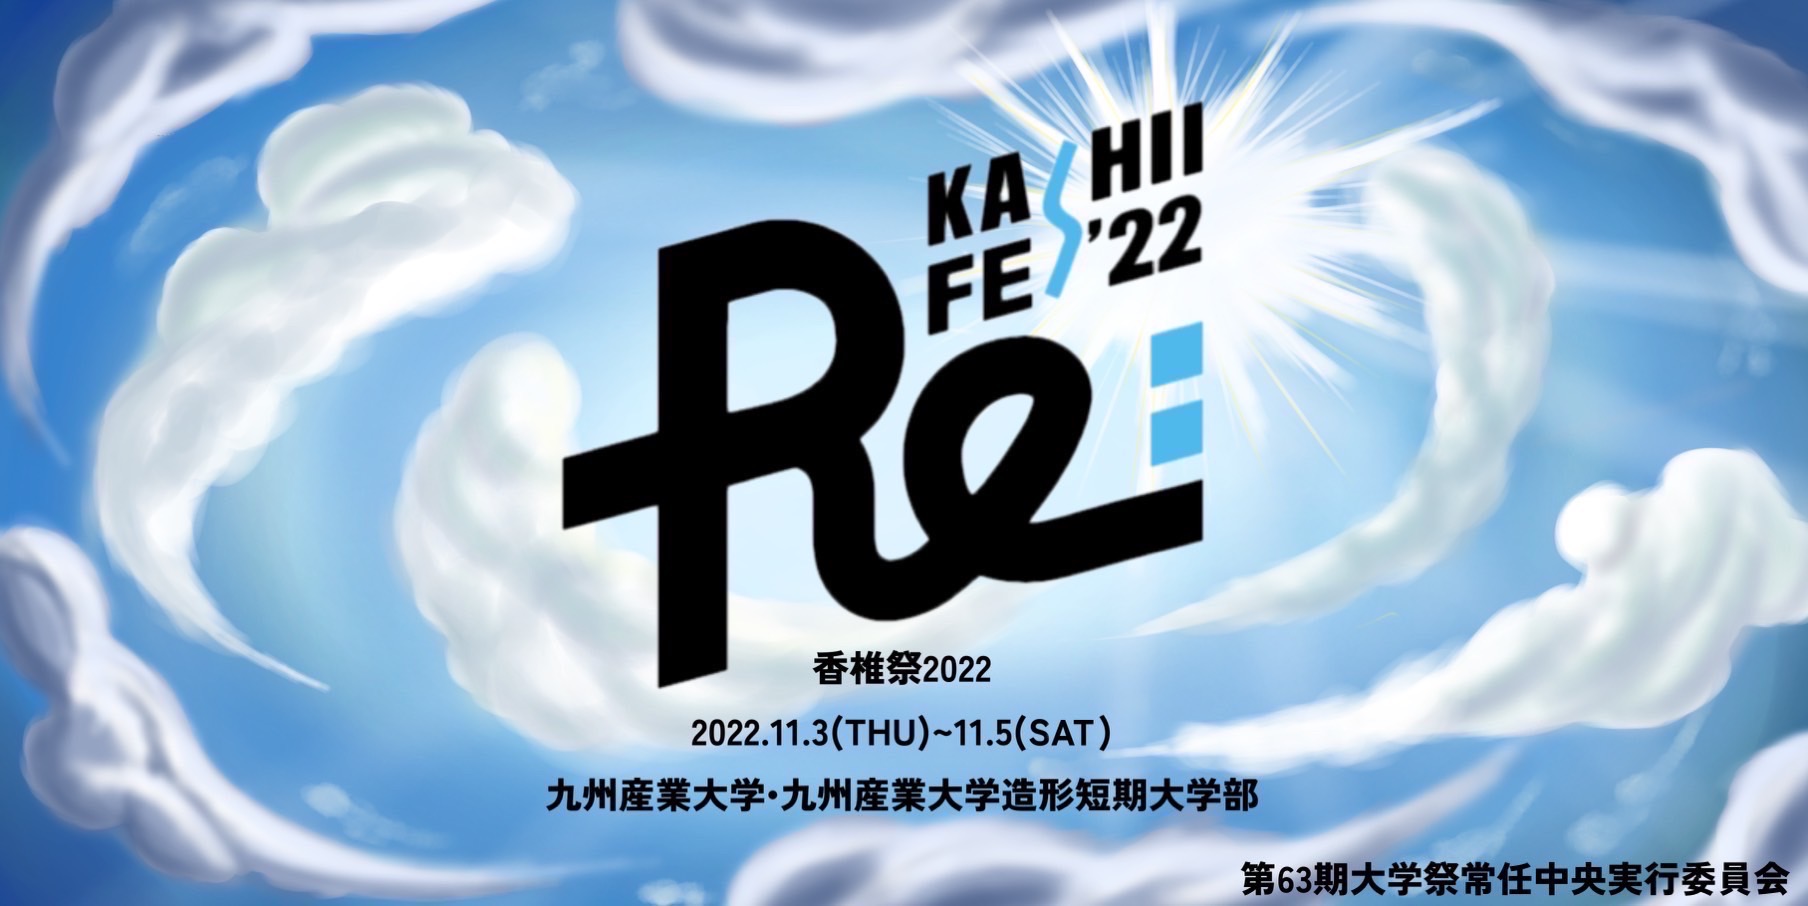 KASHII
FES'22
Re:
香椎祭2022
2022.11.3(THU)~11.5(SAT)
九州産業大学・九州産業大学造形短期大学部
第63期大学祭常任中央実行委員会